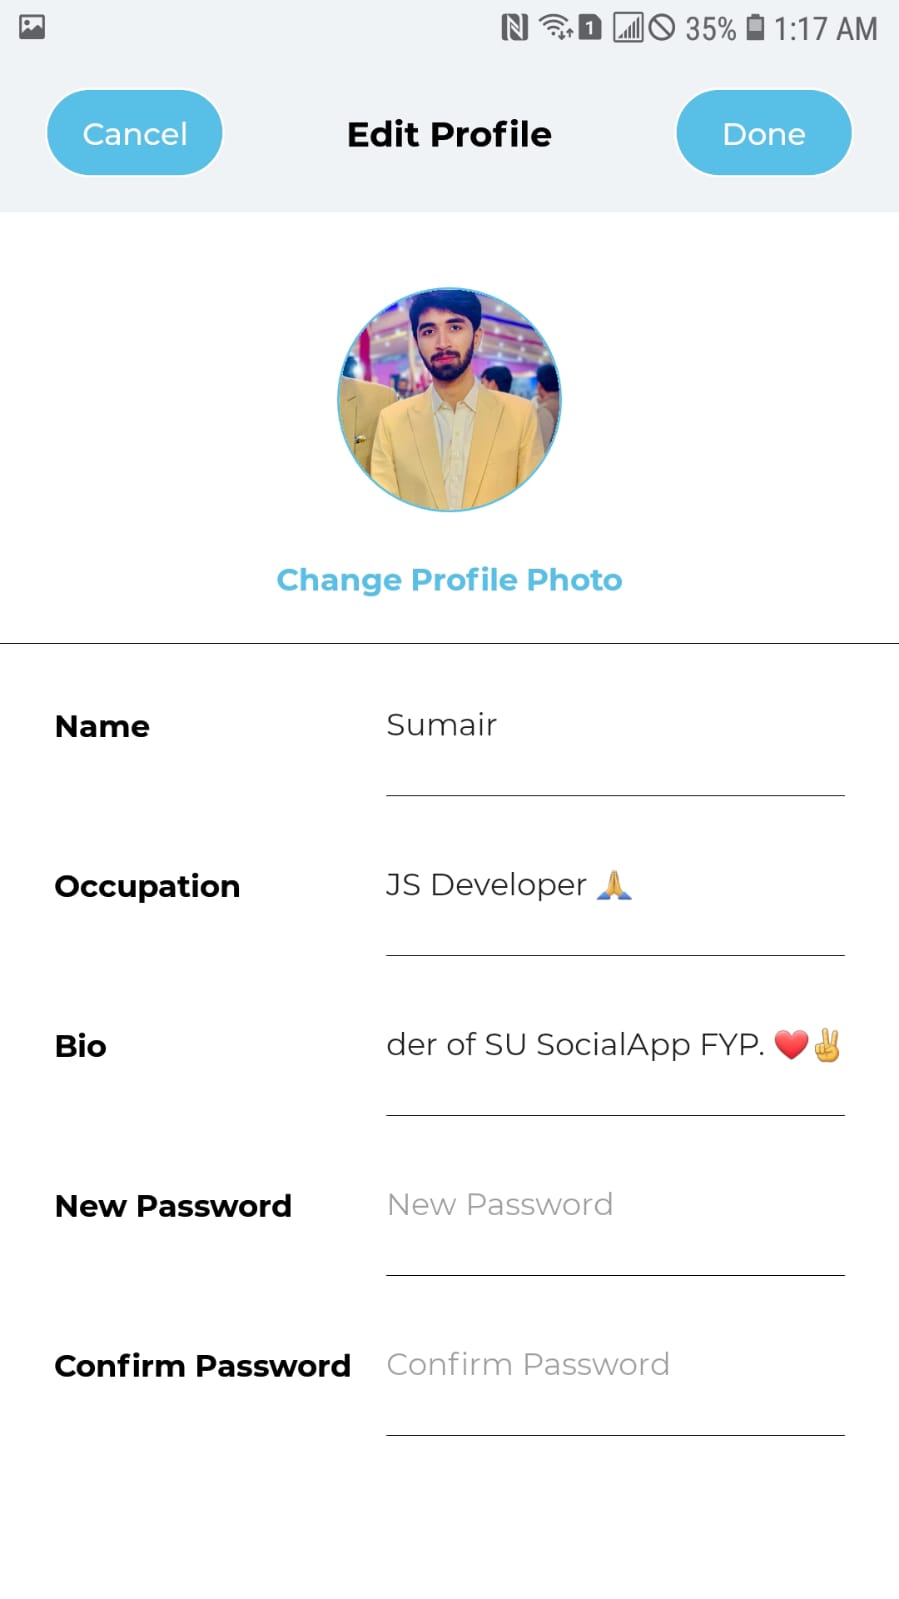 1 35% 1:17 AM
Cancel Edit Profile Done
Change Profile Photo
Name Sumair
Occupation JS Developer 🙏
Bio der of SU SocialApp FYP. ❤️✌️
New Password New Password
Confirm Password Confirm Password